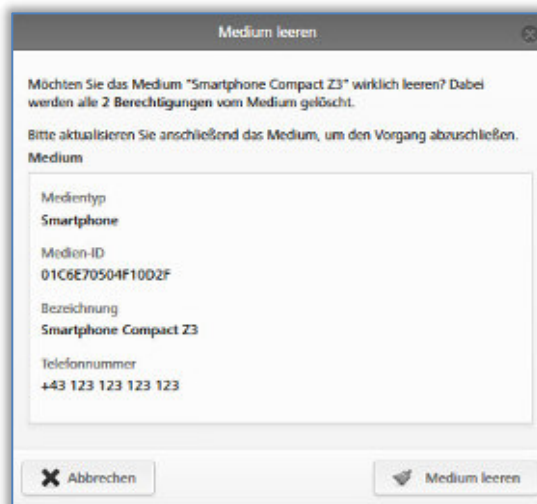 Medium leeren
Möchten Sie das Medium "Smartphone Compact Z3" wirklich leeren? Dabei
werden alle 2 Berechtigungen vom Medium gelöscht.
Bitte aktualisieren Sie anschließend das Medium, um den Vorgang abzuschließen.
Medium
Medientyp
Smartphone
Medien-ID
01C6E70504F10D2F
Bezeichnung
Smartphone Compact Z3
Telefonnummer
+43 123 123 123 123
Abbrechen
Medium leeren